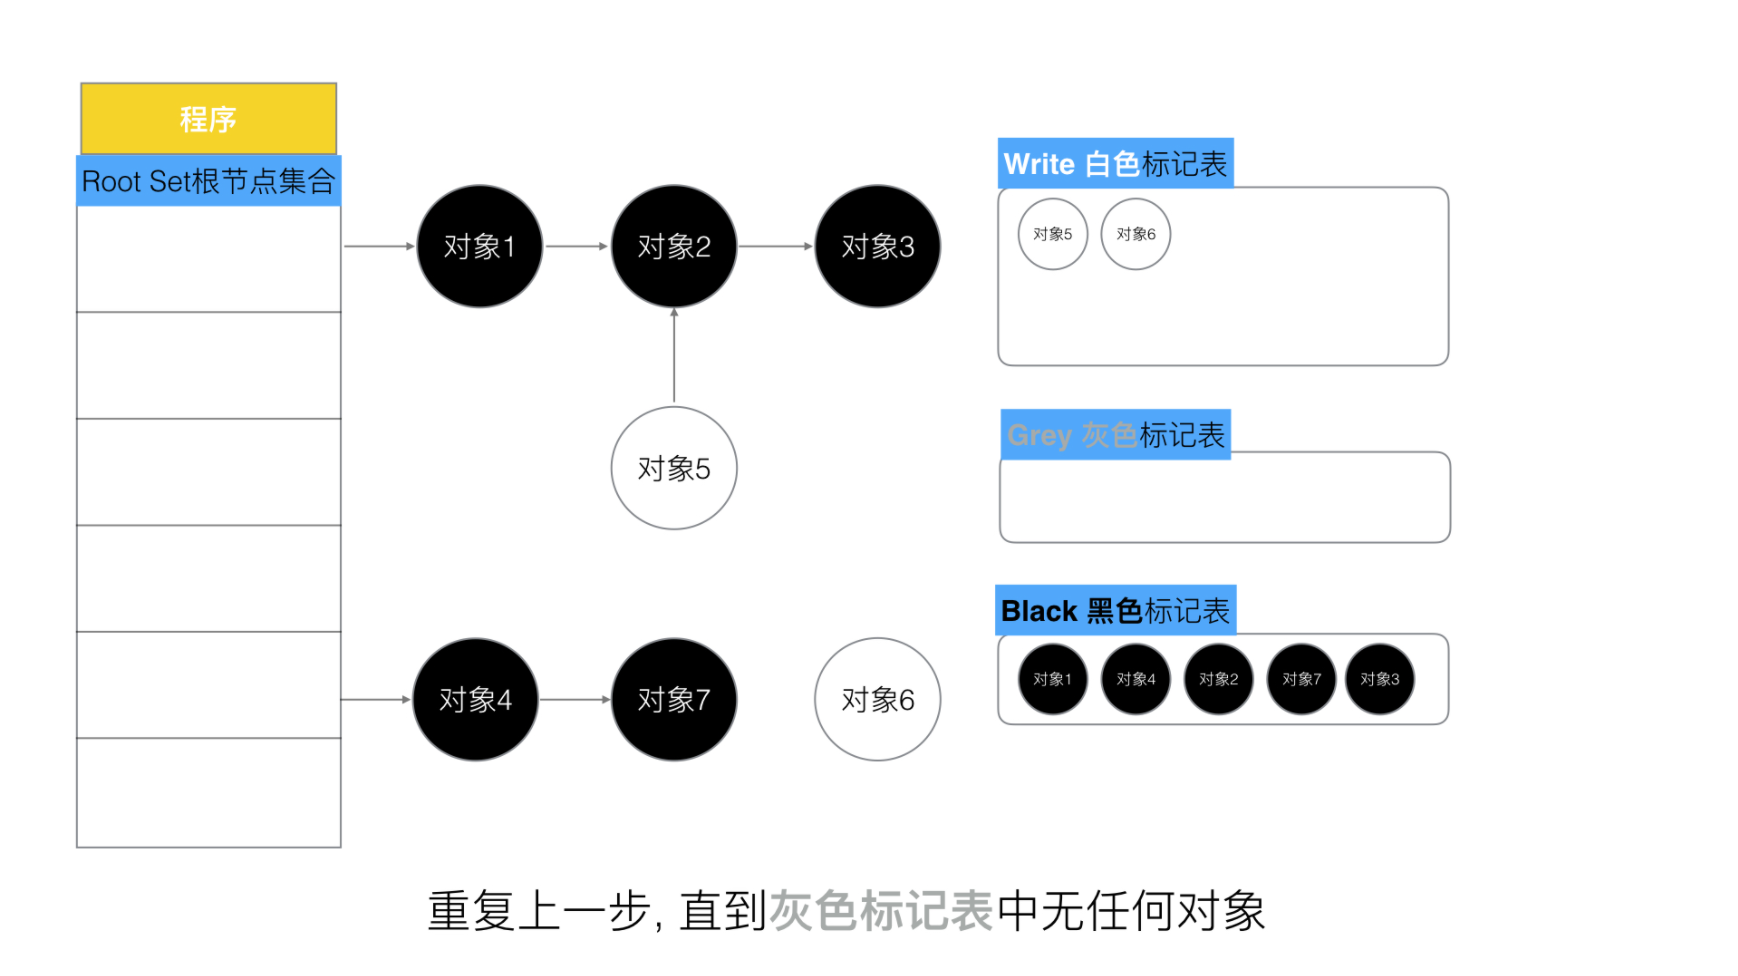 程序
Root Set根节点集合
对象1
对象2
对象3
对象5
对象4
对象7
对象6
Write 白色标记表
对象5
对象6
Grey 灰色标记表
Black 黑色标记表
对象1
对象4
对象2
对象7
对象3
重复上一步, 直到灰色标记表中无任何对象